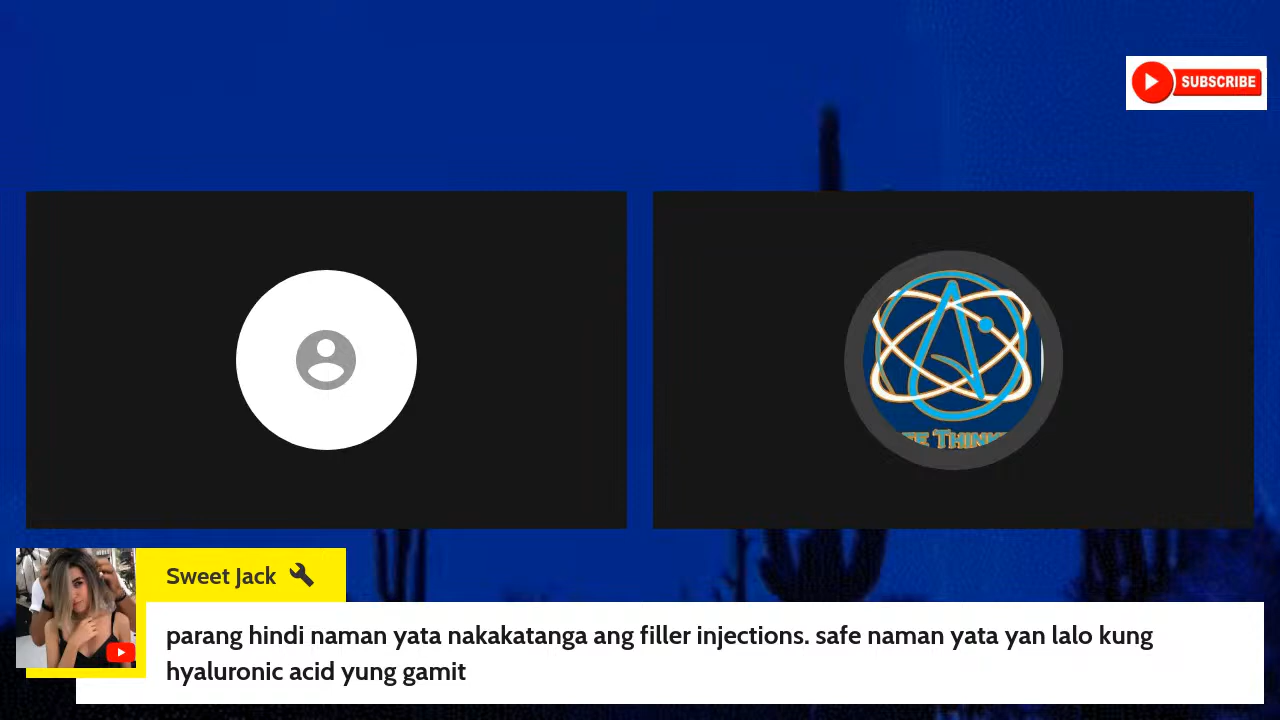 SUBSCRIBE
THINK
Sweet Jack
parang hindi naman yata nakakatanga ang filler injections. safe naman yata yan lalo kung
hyaluronic acid yung gamit